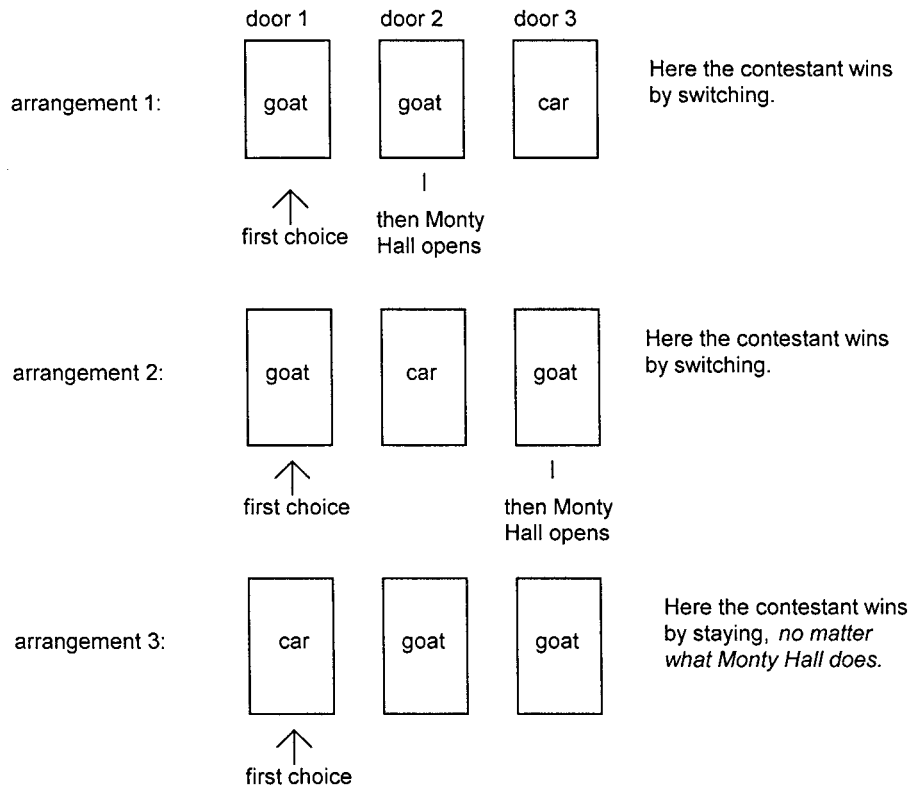 door 1 door 2 door 3
arrangement 1: goat goat car
Here the contestant wins
by switching.
first choice
then Monty
Hall opens
arrangement 2: goat car goat
Here the contestant wins
by switching.
first choice
then Monty
Hall opens
arrangement 3: car goat goat
Here the contestant wins
by staying, no matter
what Monty Hall does.
first choice